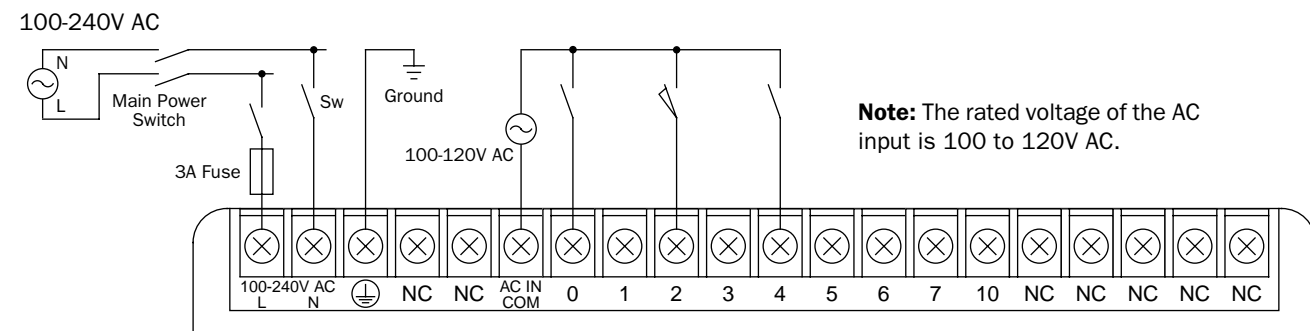 100-240V AC
N
L
Main Power
Switch
Sw
Ground
3A Fuse
100-120V AC
Note: The rated voltage of the AC
input is 100 to 120V AC.
100-240V AC
L N
NC NC
AC IN
COM
0 1 2 3 4 5 6 7 10 NC NC NC NC NC